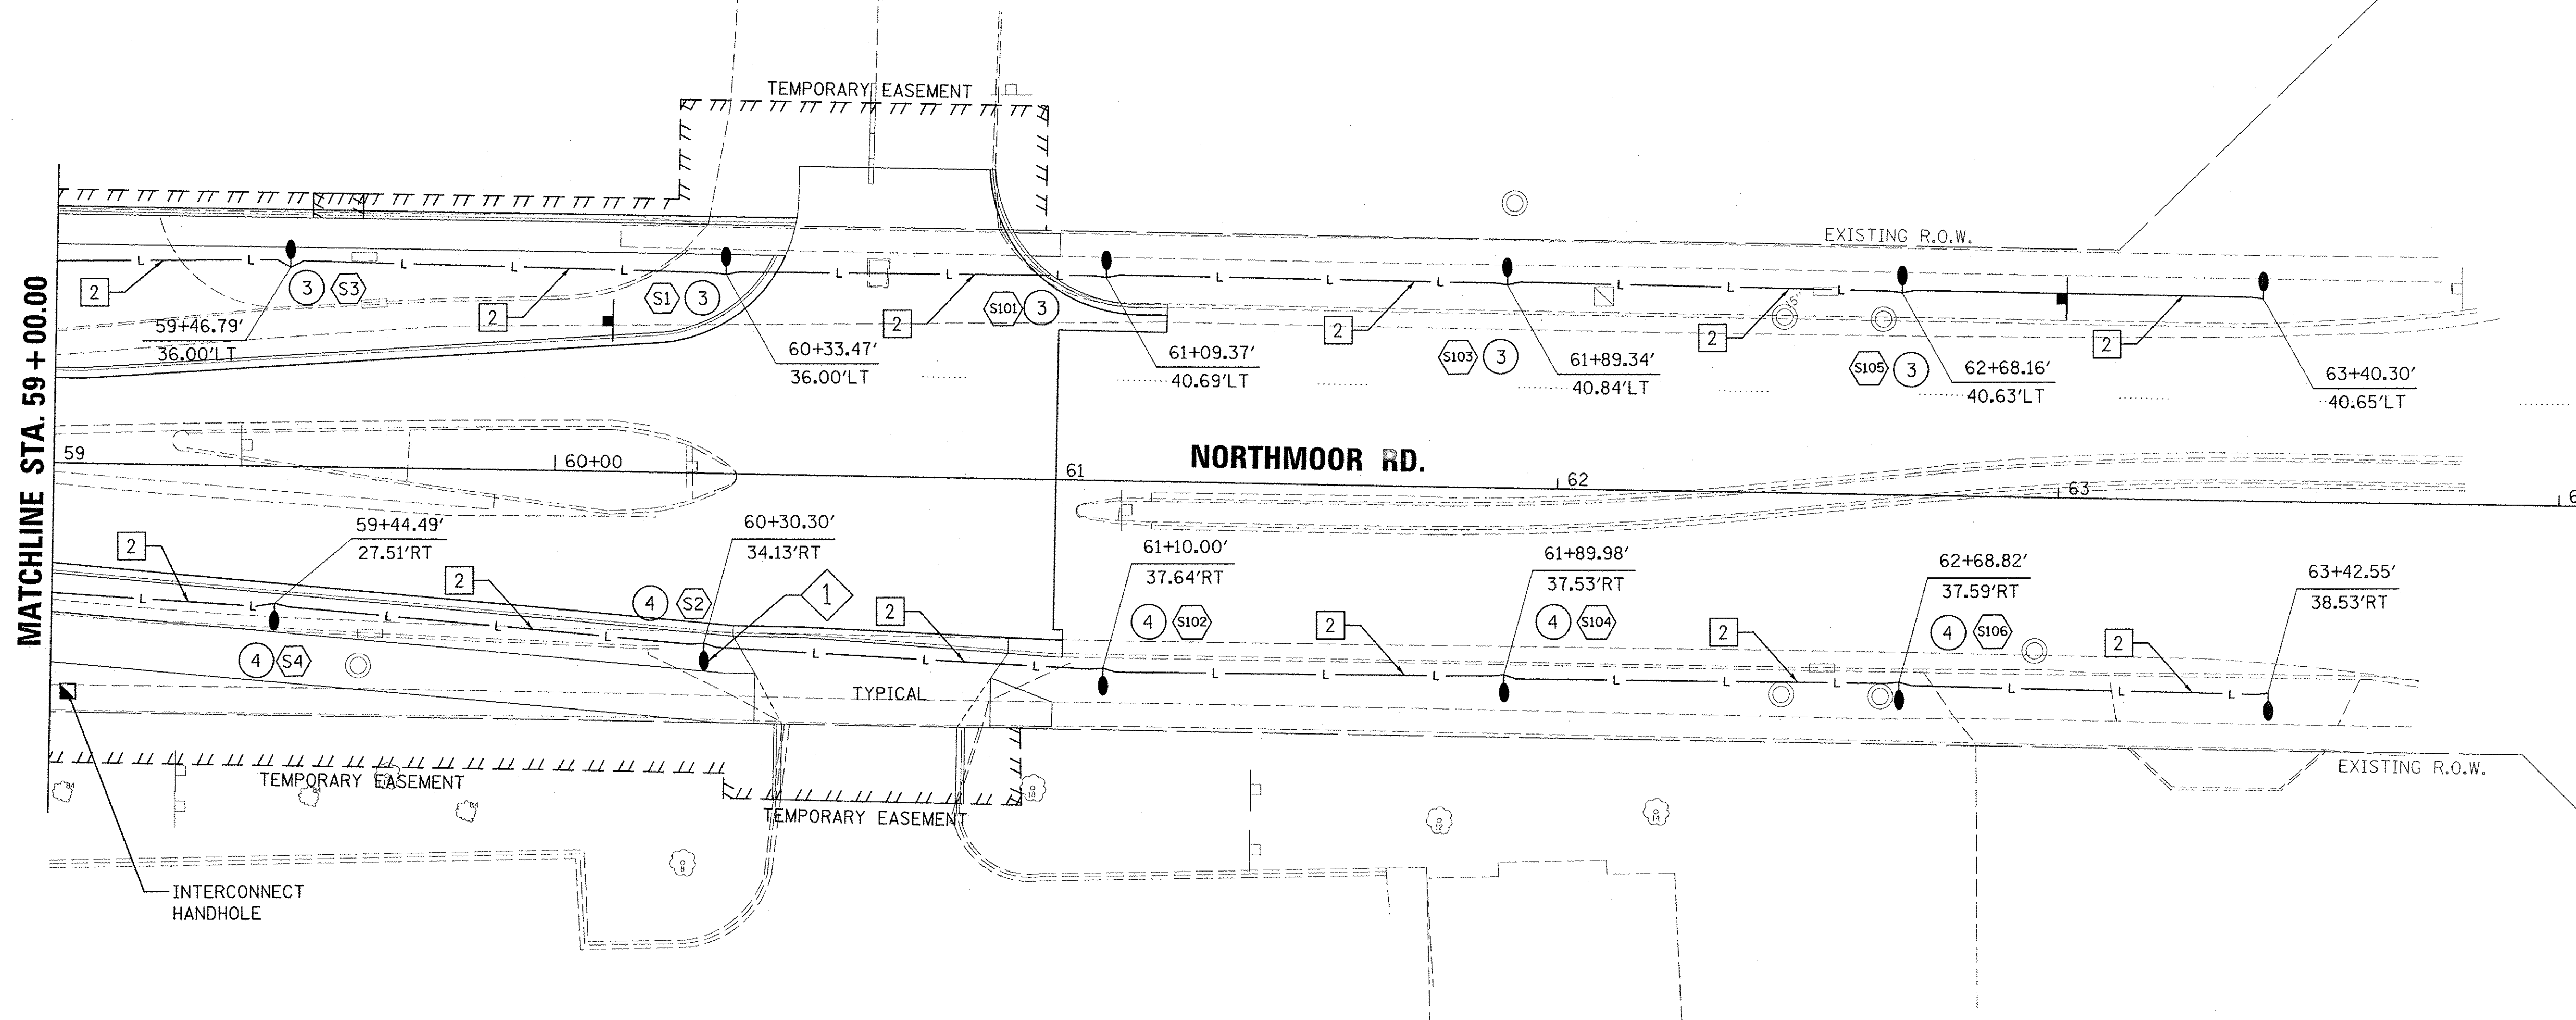 TEMPORARY EASEMENT
EXISTING R.O.W.
MATCHLINE STA. 59+00.00
2
59+46.79'
36.00'LT
3
S3
2
S1
3
60+33.47'
36.00'LT
2
S101
3
61+09.37'
40.69'LT
2
S103
3
61+89.34'
40.84'LT
2
15"
S105
3
62+68.16'
40.63'LT
2
63+40.30'
40.65'LT
59
60+00
61
NORTHMOOR RD.
62
63
6
2
59+44.49'
27.51'RT
4
S4
2
4
S2
60+30.30'
34.13'RT
1
2
61+10.00'
37.64'RT
4
S102
2
61+89.98'
37.53'RT
4
S104
2
62+68.82'
37.59'RT
4
S106
2
63+42.55'
38.53'RT
L L L L L L L L L L L L L L
L L L L L L L L L L L L L L L L L
TYPICAL
TEMPORARY EASEMENT
TEMPORARY EASEMENT
EXISTING R.O.W.
18
12
14
8
INTERCONNECT
HANDHOLE